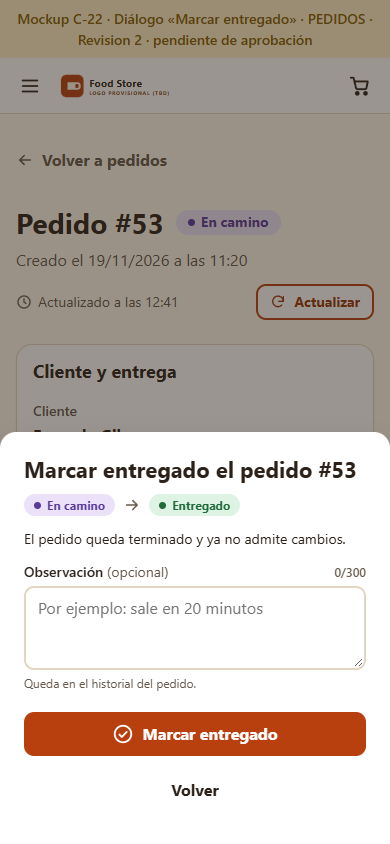 Mockup C-22 · Diálogo «Marcar entregado» · PEDIDOS ·
Revision 2 · pendiente de aprobación
Food Store
LOGO PROVISIONAL (TBD)
Volver a pedidos
Pedido #53
En camino
Creado el 19/11/2026 a las 11:20
Actualizado a las 12:41
Actualizar
Cliente y entrega
Cliente
Marcar entregado el pedido #53
En camino → Entregado
El pedido queda terminado y ya no admite cambios.
Observación (opcional)
0/300
Por ejemplo: sale en 20 minutos
Queda en el historial del pedido.
Marcar entregado
Volver